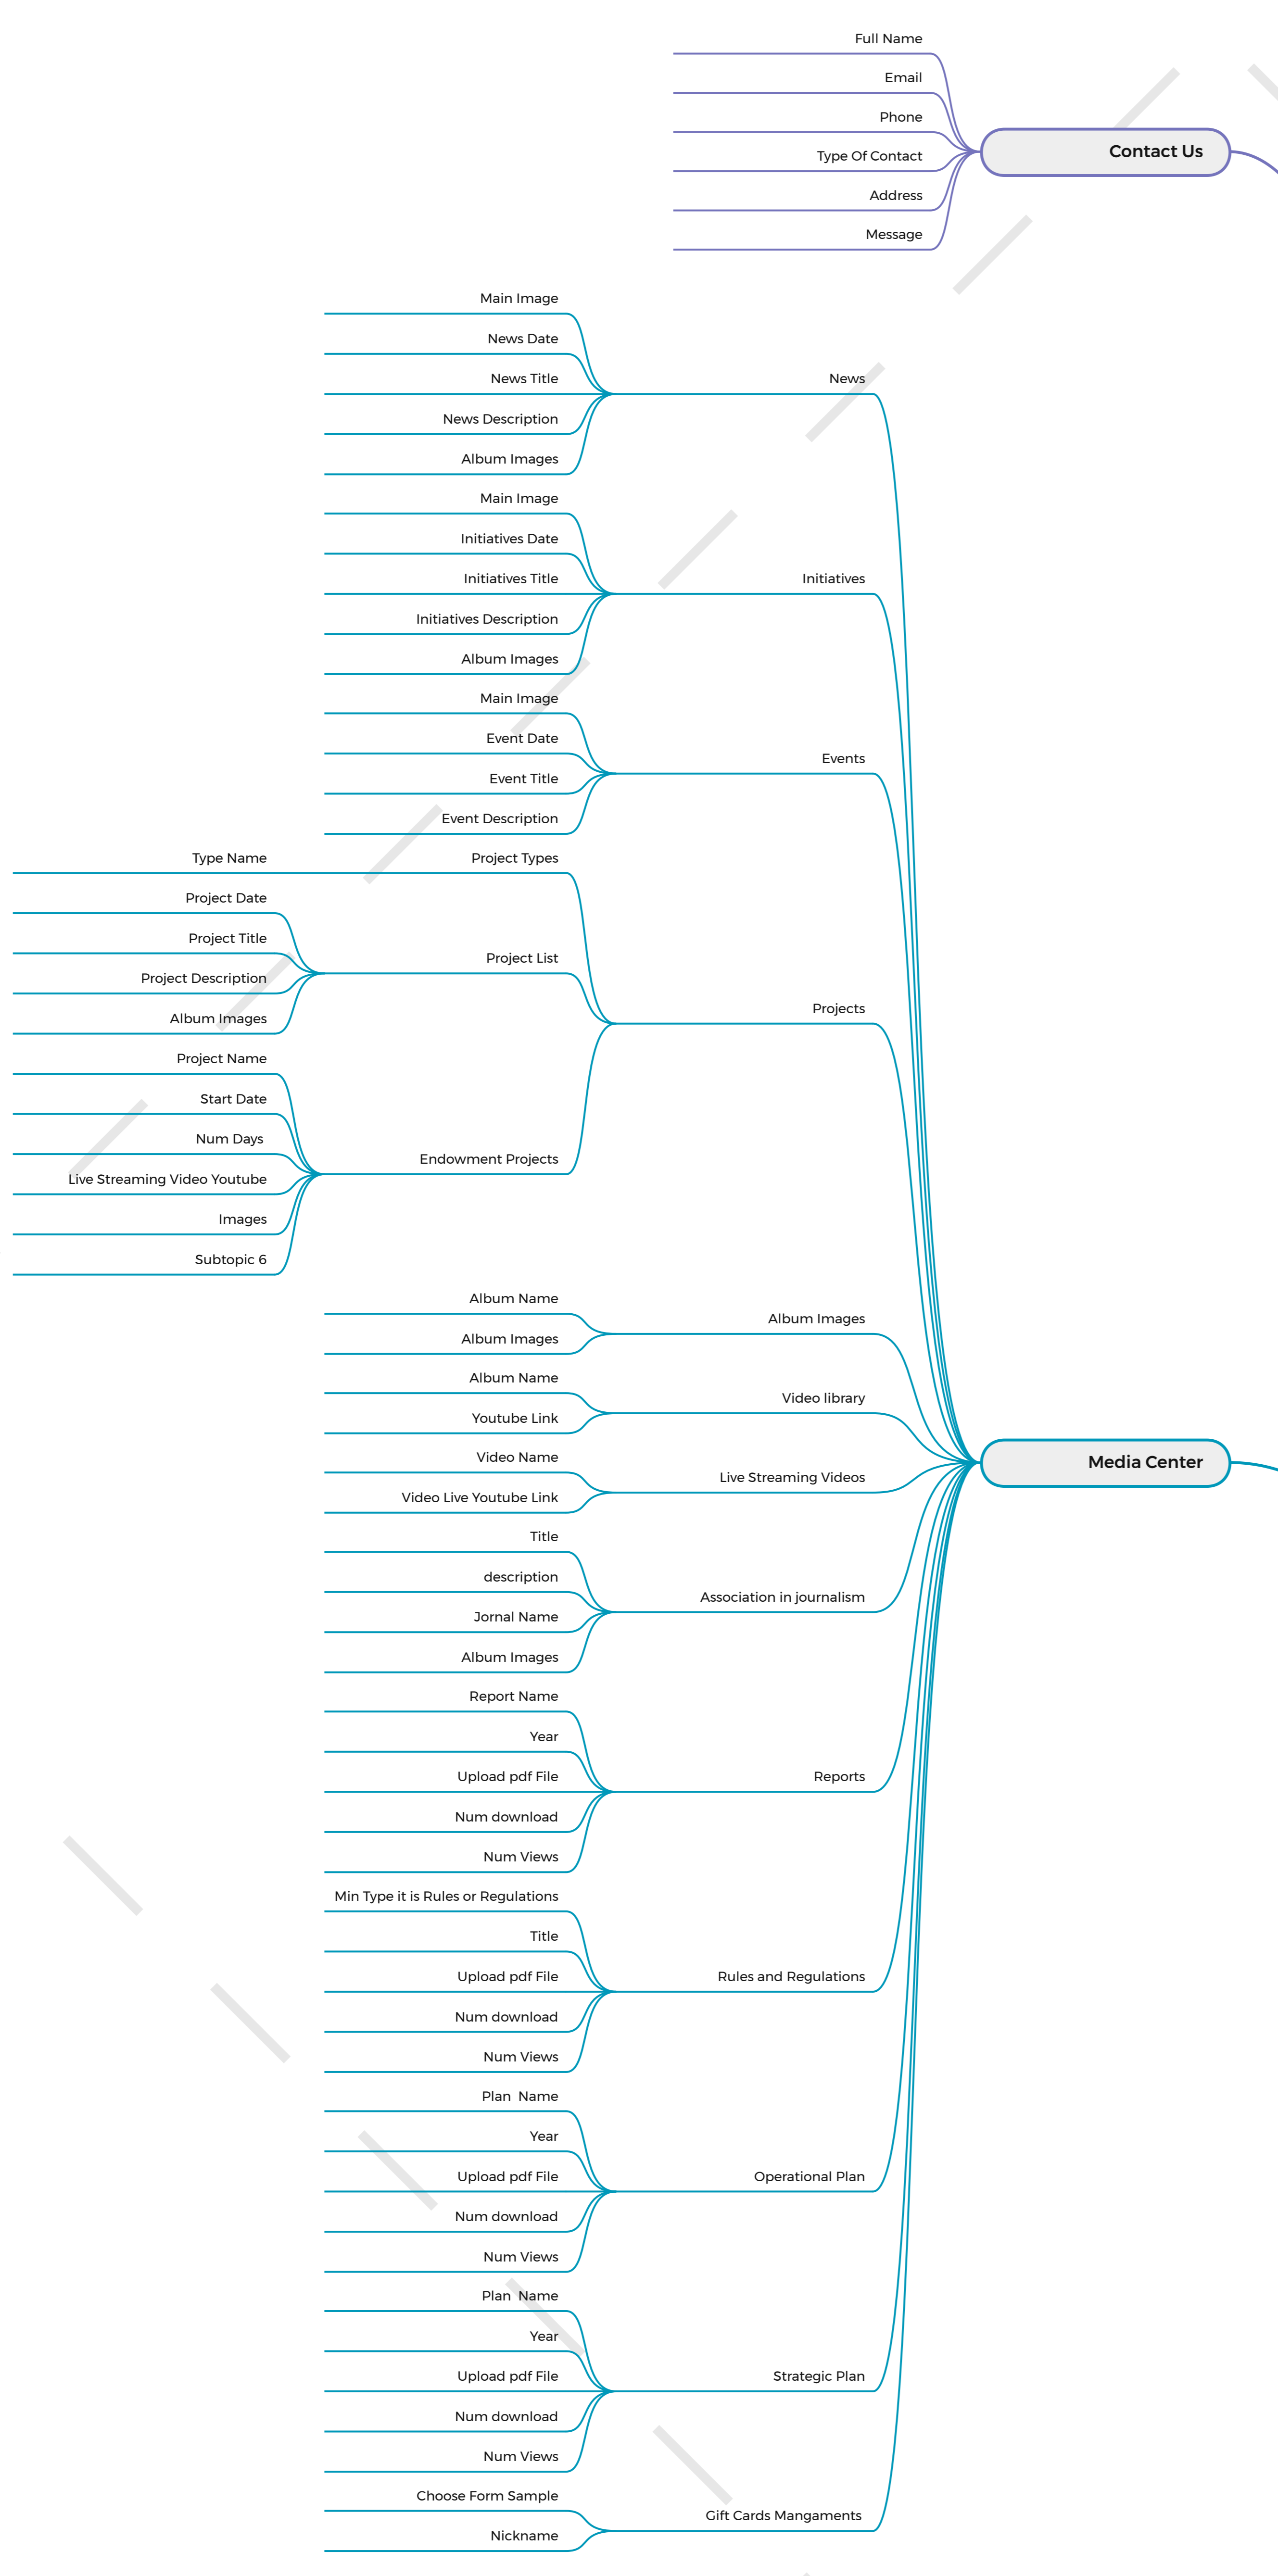 Full Name
Email
Phone
Type Of Contact
Address
Message
Contact Us
Main Image
News Date
News Title
News Description
Album Images
News
Main Image
Initiatives Date
Initiatives Title
Initiatives Description
Album Images
Initiatives
Main Image
Event Date
Event Title
Event Description
Events
Type Name
Project Types
Project Date
Project Title
Project Description
Album Images
Project List
Project Name
Start Date
Num Days
Live Streaming Video Youtube
Images
Subtopic 6
Endowment Projects
Projects
Album Name
Album Images
Album Images
Album Name
Youtube Link
Video library
Video Name
Video Live Youtube Link
Live Streaming Videos
Title
description
Jornal Name
Album Images
Association in journalism
Report Name
Year
Upload pdf File
Num download
Num Views
Reports
Min Type it is Rules or Regulations
Title
Upload pdf File
Num download
Num Views
Rules and Regulations
Plan  Name
Year
Upload pdf File
Num download
Num Views
Operational Plan
Plan  Name
Year
Upload pdf File
Num download
Num Views
Strategic Plan
Choose Form Sample
Nickname
Gift Cards Mangaments
Media Center